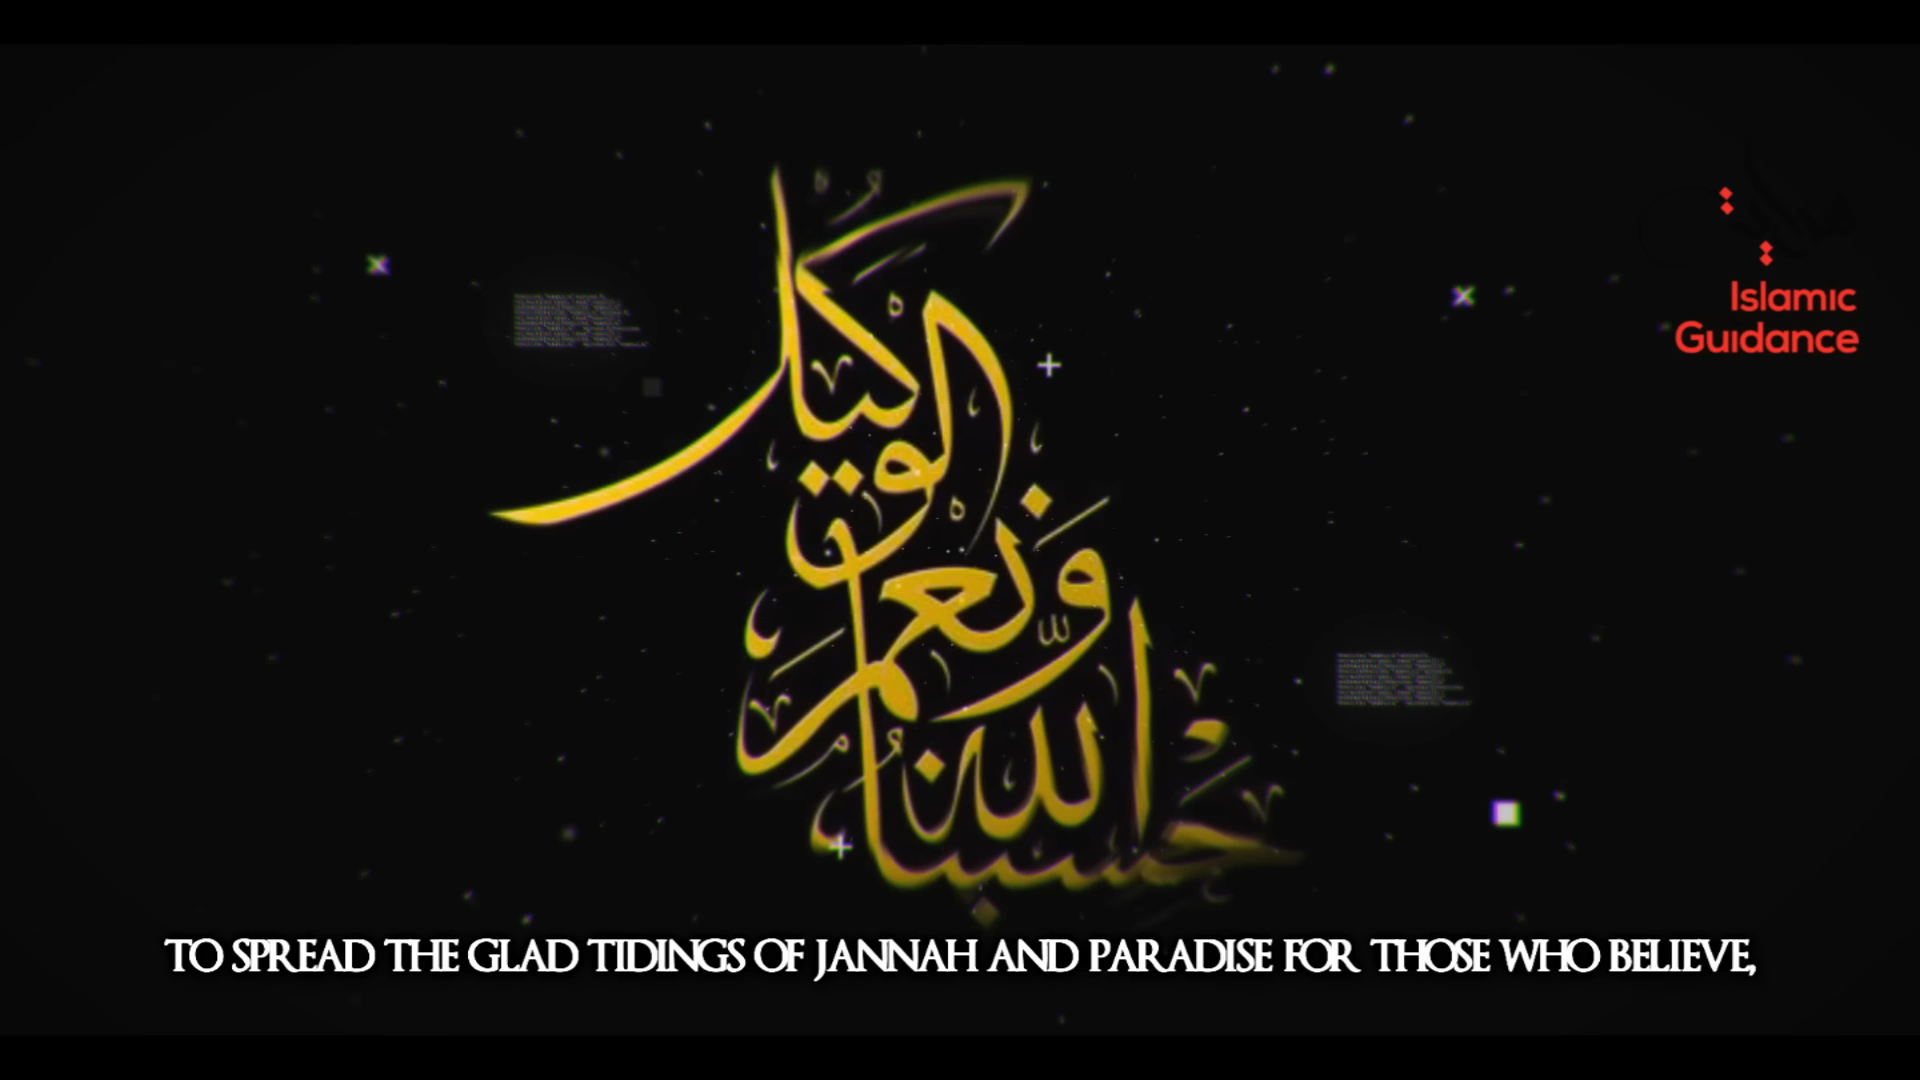 Islamic
Guidance
حسبنا الله
ونعم
الوكيل
TO SPREAD THE GLAD TIDINGS OF JANNAH AND PARADISE FOR THOSE WHO BELIEVE,